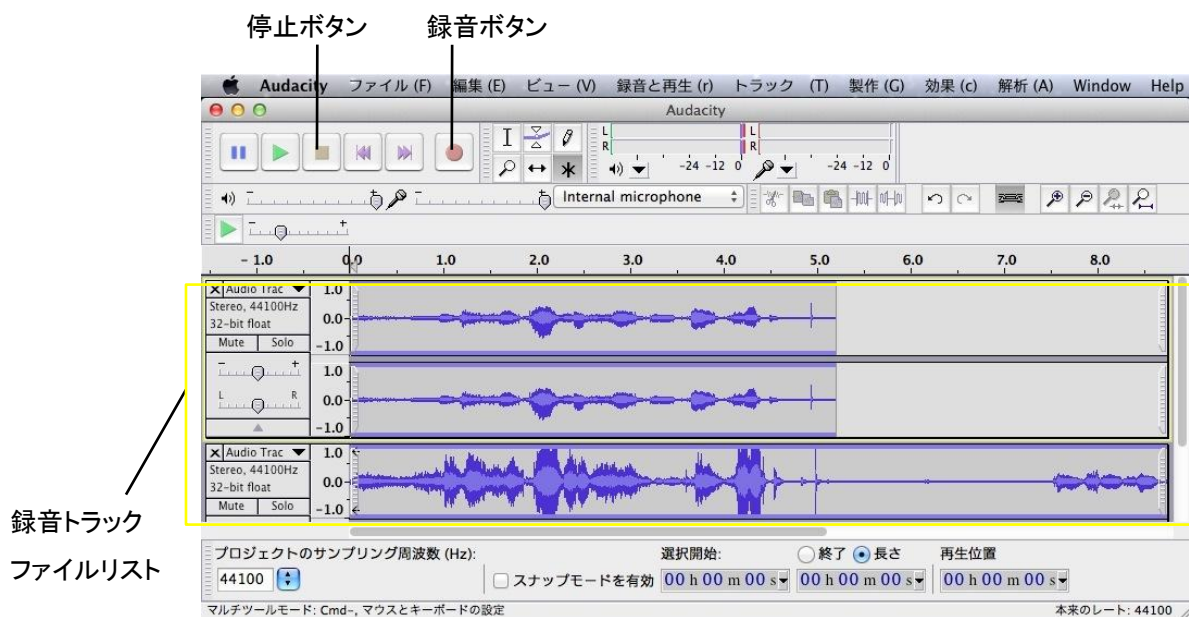 停止ボタン 録音ボタン
Audacity ファイル (F) 編集 (E) ビュー (V) 録音と再生 (r) トラック (T) 製作 (G) 効果 (c) 解析 (A) Window Help
Audacity
L
R
-24 -12 0
L
R
-24 -12 0
- +
- Internal microphone
- +
- 1.0 0.0 1.0 2.0 3.0 4.0 5.0 6.0 7.0 8.0
X Audio Trac 1.0
Stereo, 44100Hz
32-bit float 0.0
Mute Solo -1.0
- + 1.0
L R 0.0
-1.0
X Audio Trac 1.0
Stereo, 44100Hz
32-bit float 0.0
Mute Solo -1.0
録音トラック
ファイルリスト
プロジェクトのサンプリング周波数 (Hz): 選択開始: 終了 長さ 再生位置
44100 スナップモードを有効 00 h 00 m 00 s 00 h 00 m 00 s 00 h 00 m 00 s
マルチツールモード: Cmd-, マウスとキーボードの設定 本来のレート: 44100